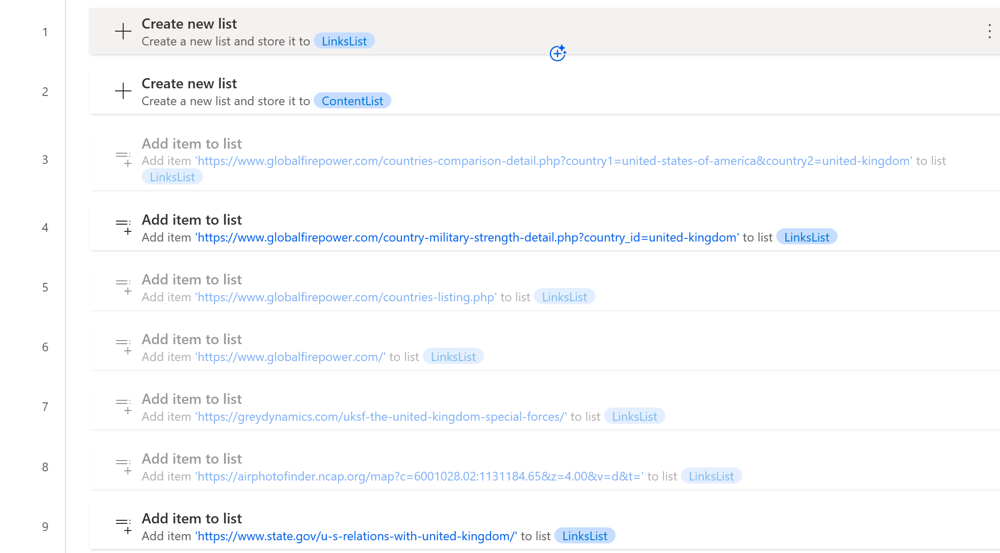 1
Create new list
Create a new list and store it to LinksList
2
Create new list
Create a new list and store it to ContentList
3
Add item to list
Add item 'https://www.globalfirepower.com/countries-comparison-detail.php?country1=united-states-of-america&country2=united-kingdom' to list
LinksList
4
Add item to list
Add item 'https://www.globalfirepower.com/country-military-strength-detail.php?country_id=united-kingdom' to list LinksList
5
Add item to list
Add item 'https://www.globalfirepower.com/countries-listing.php' to list LinksList
6
Add item to list
Add item 'https://www.globalfirepower.com/' to list LinksList
7
Add item to list
Add item 'https://greydynamics.com/uksf-the-united-kingdom-special-forces/' to list LinksList
8
Add item to list
Add item 'https://airphotofinder.ncap.org/map?c=6001028.02:1131184.65&z=4.00&v=d&t=' to list LinksList
9
Add item to list
Add item 'https://www.state.gov/u-s-relations-with-united-kingdom/' to list LinksList